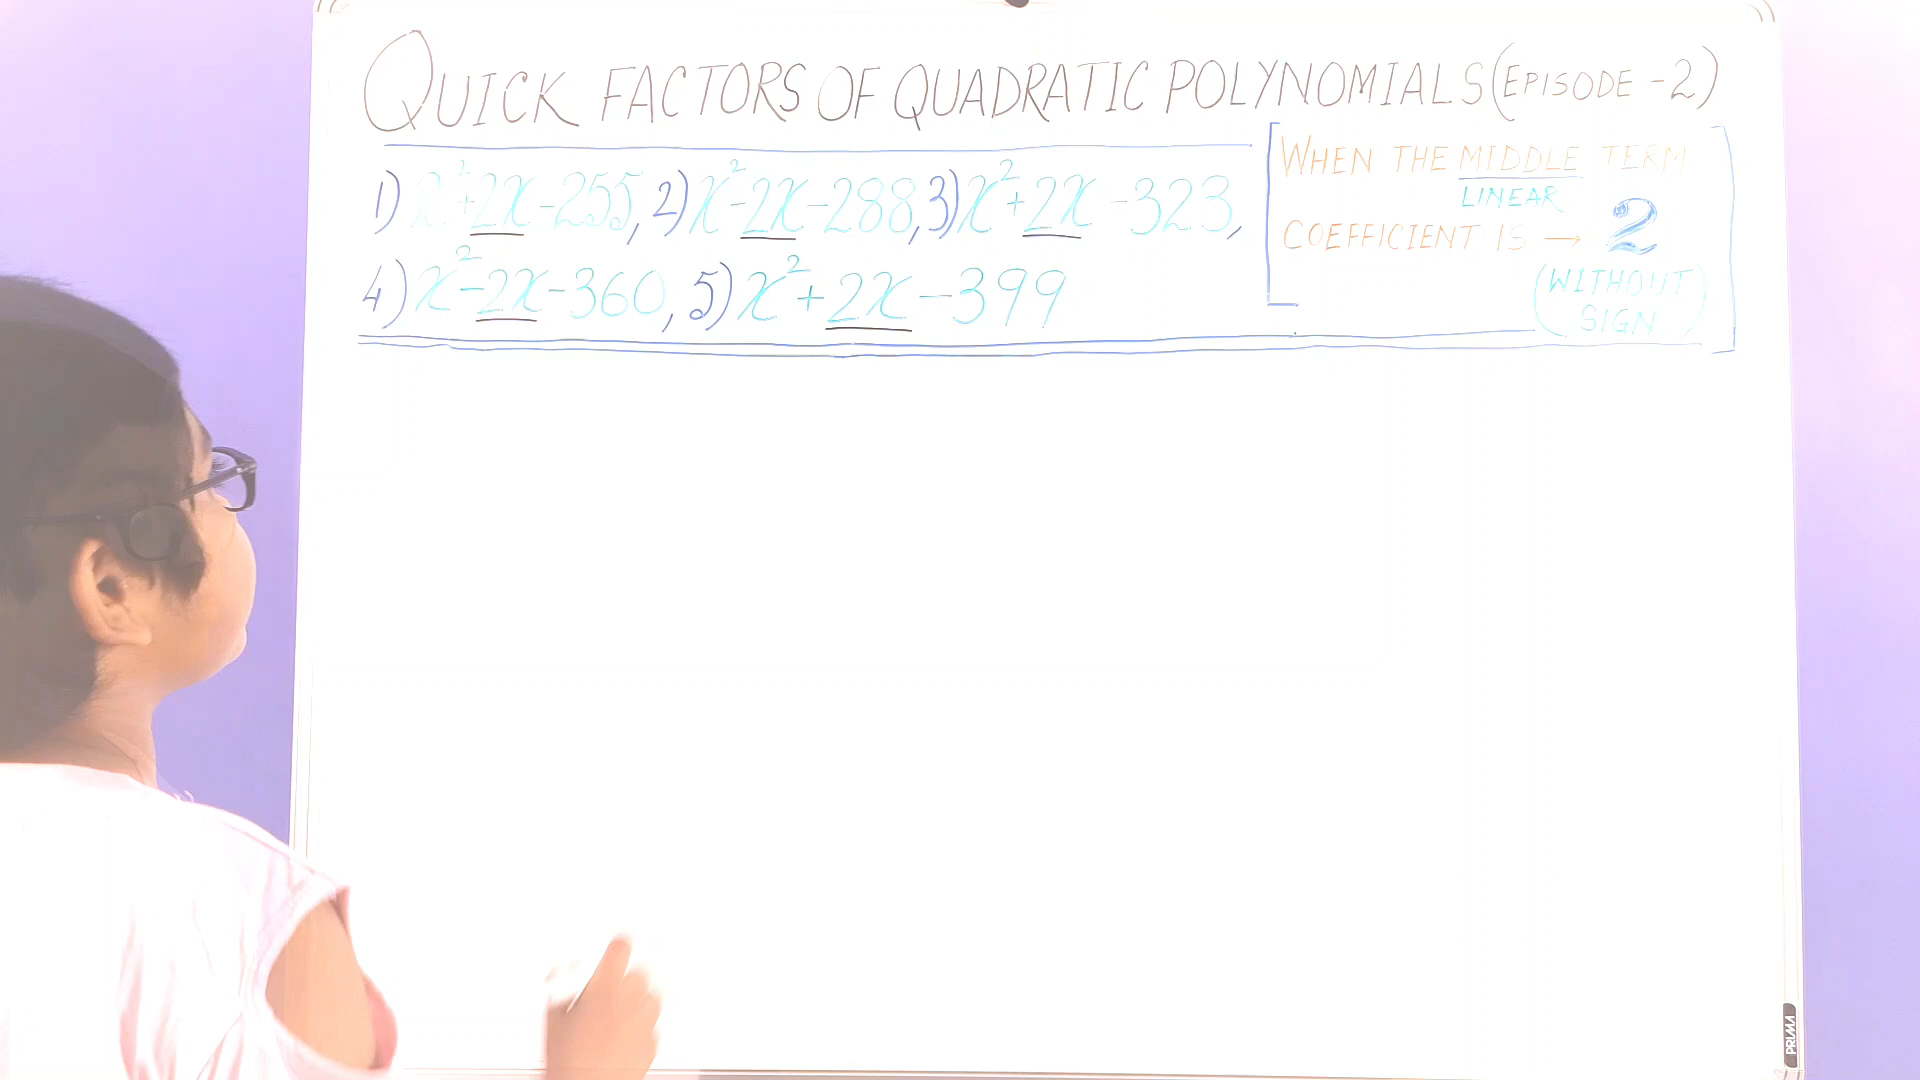 QUICK FACTORS OF QUADRATIC POLYNOMIALS (EPISODE - 2)
1) x²+2x-255, 2) x²-2x-288, 3) x²+2x-323,
4) x²-2x-360, 5) x²+2x-399
WHEN THE MIDDLE TERM
LINEAR
COEFFICIENT IS → 2
(WITHOUT
SIGN)
PRIMA